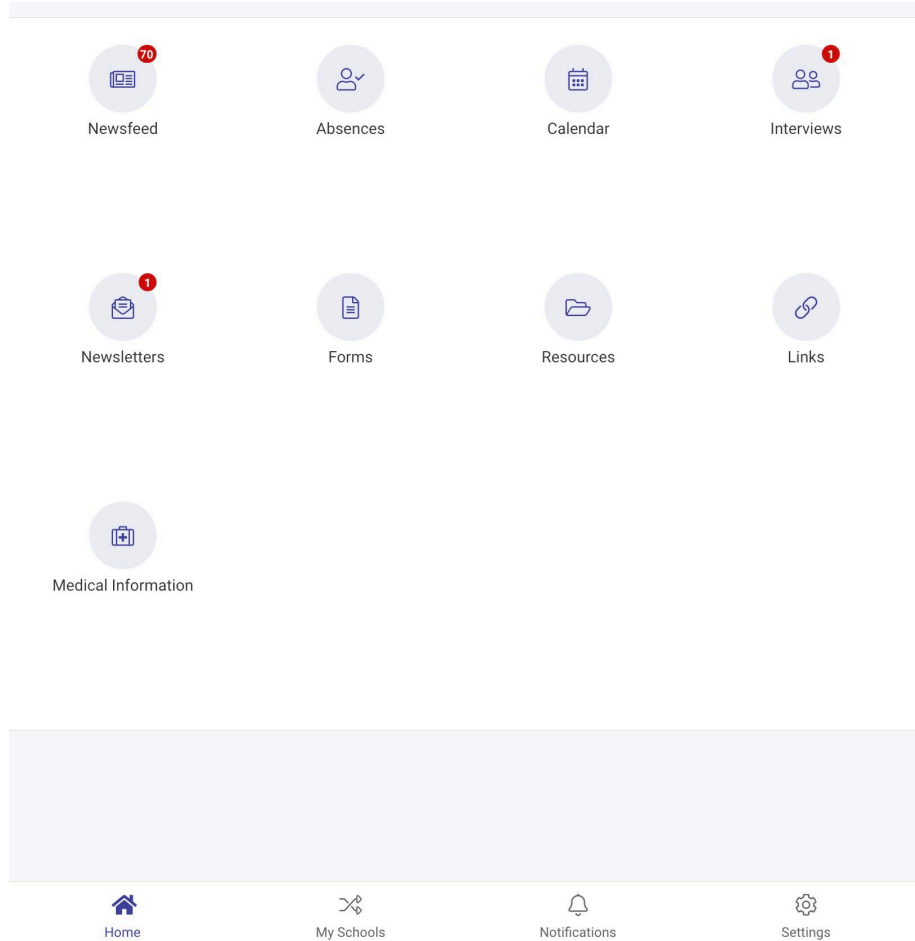 70
1
Newsfeed
Absences
Calendar
Interviews
1
Newsletters
Forms
Resources
Links
Medical Information
Home
My Schools
Notifications
Settings